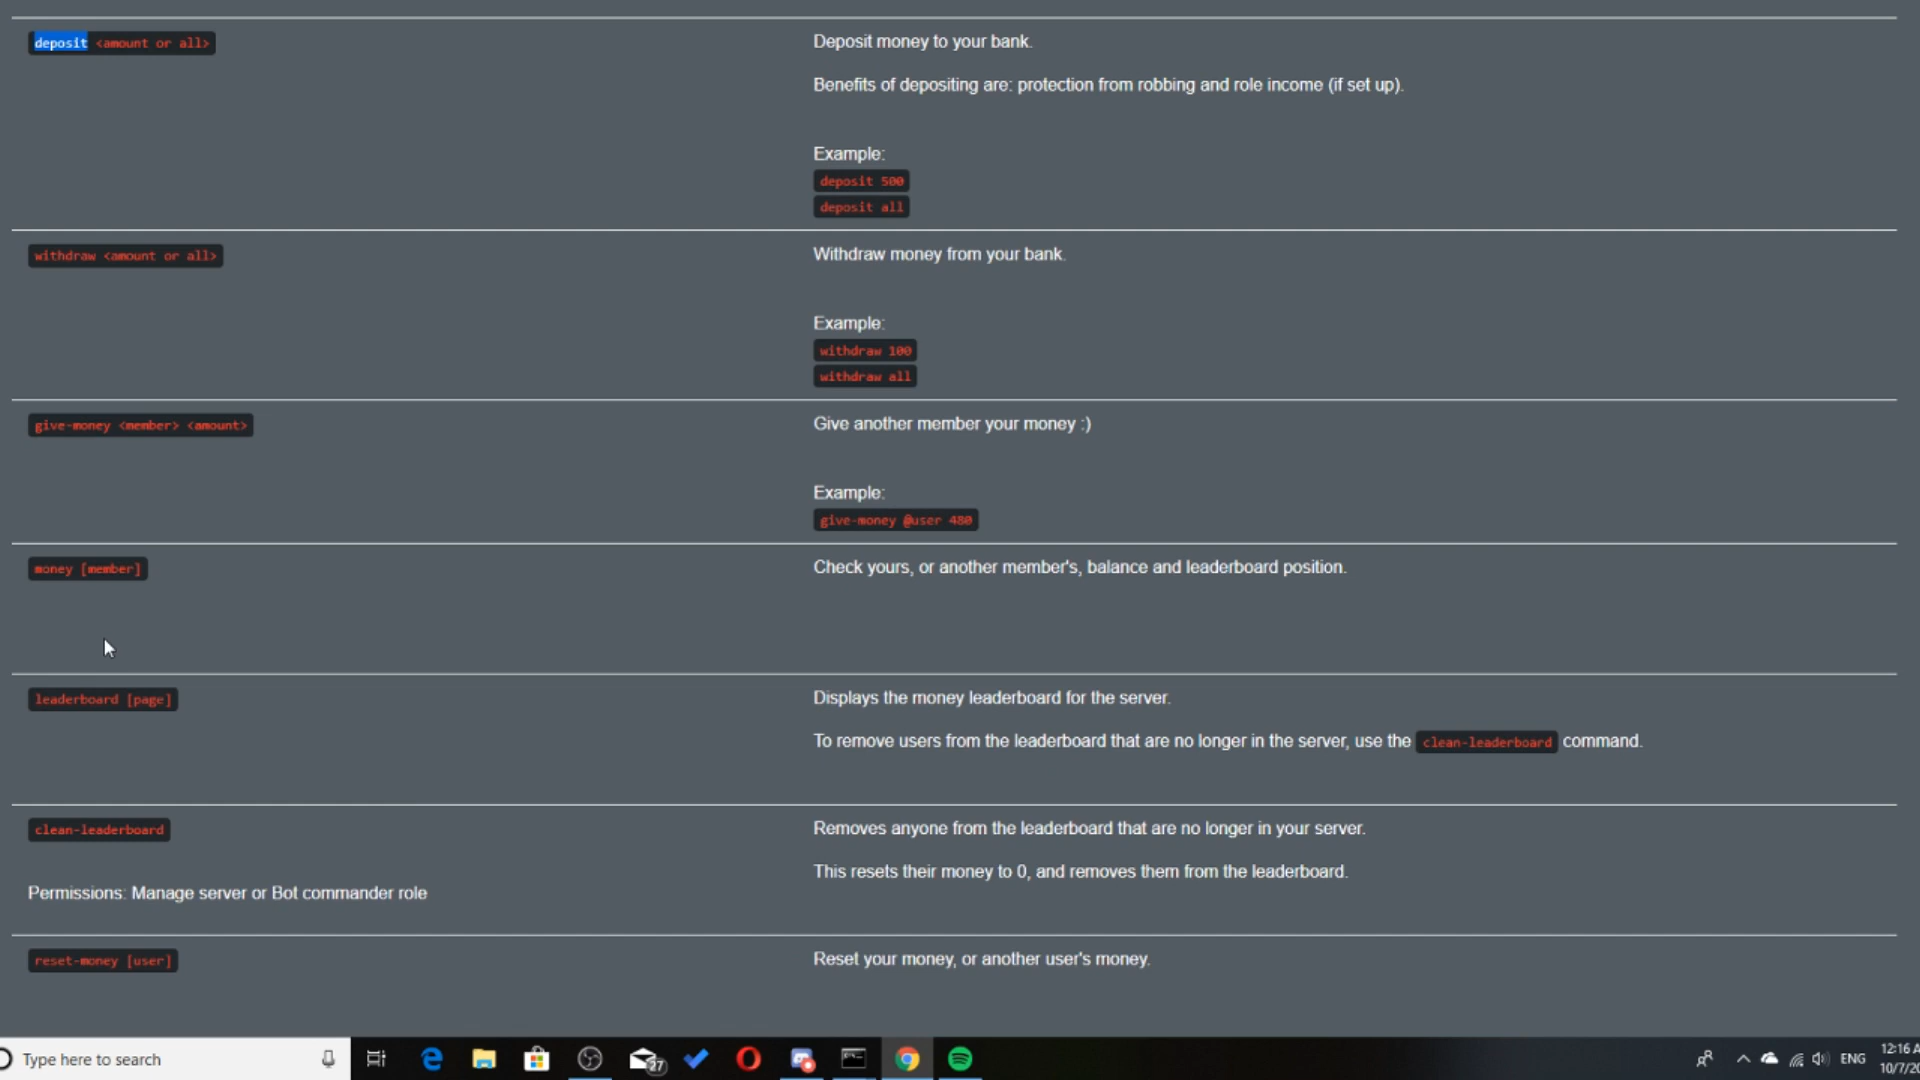 deposit <amount or all>
Deposit money to your bank.
Benefits of depositing are: protection from robbing and role income (if set up).
Example:
deposit 500
deposit all
withdraw <amount or all>
Withdraw money from your bank.
Example:
withdraw 100
withdraw all
give-money <member> <amount>
Give another member your money :)
Example:
give-money @user 480
money [member]
Check yours, or another member's, balance and leaderboard position.
leaderboard [page]
Displays the money leaderboard for the server.
To remove users from the leaderboard that are no longer in the server, use the clean-leaderboard command.
clean-leaderboard
Removes anyone from the leaderboard that are no longer in your server.
This resets their money to 0, and removes them from the leaderboard.
Permissions: Manage server or Bot commander role
reset-money [user]
Reset your money, or another user's money.
Type here to search
27
ENG
12:16 A
10/7/20